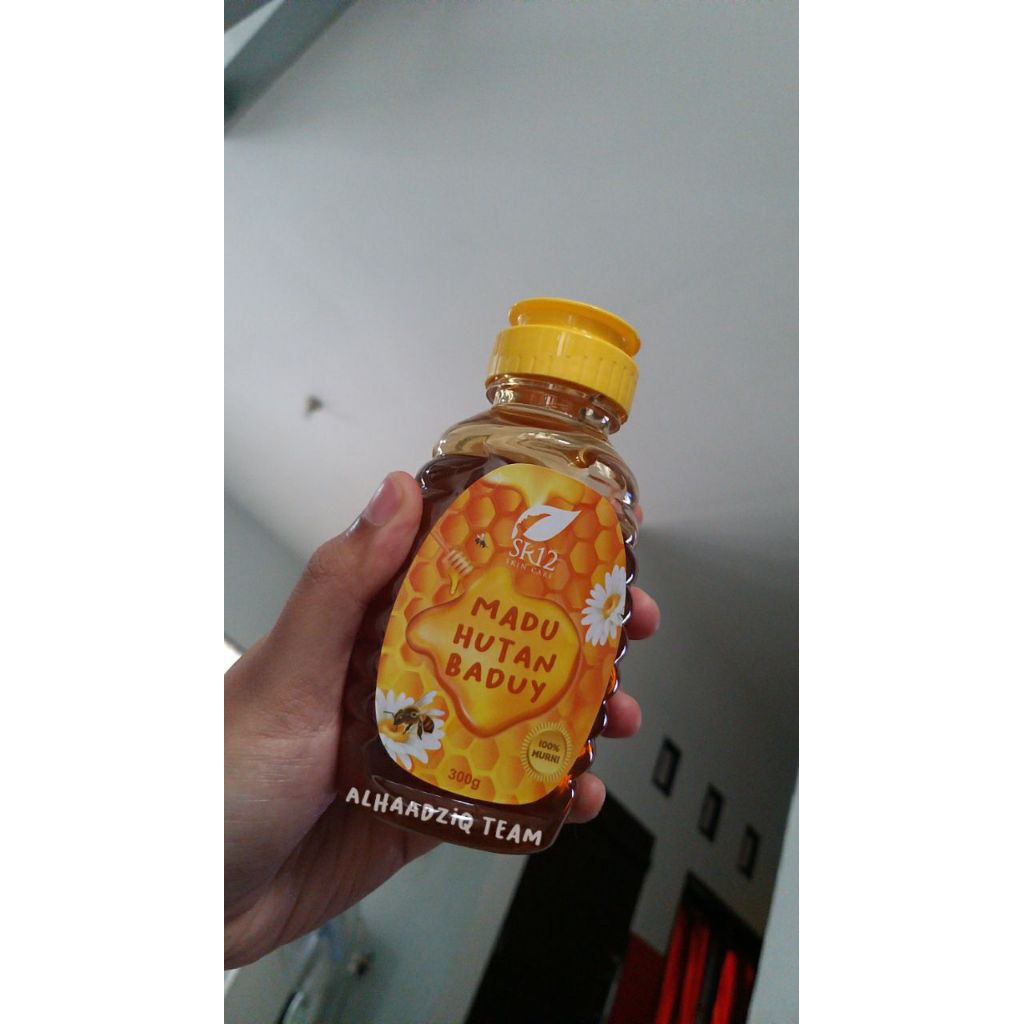 SR12
SKIN CARE
MADU
HUTAN
BADUY
100%
MURNI
300g
ALHAADZIQ TEAM